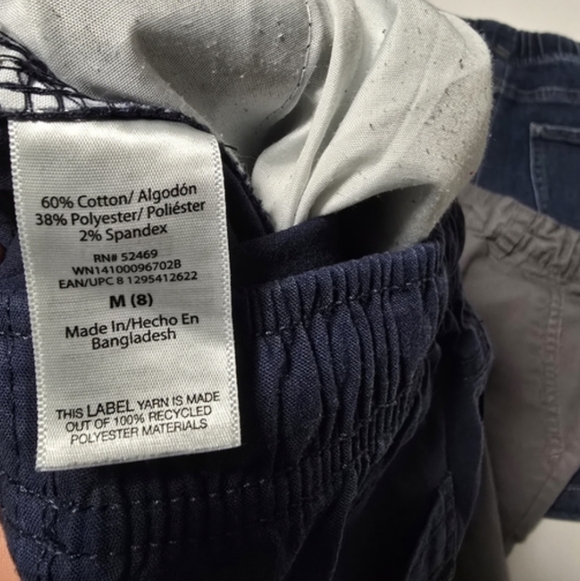 60% Cotton/ Algodón
38% Polyester/ Poliéster
2% Spandex
RN# 52469
WN14100096702B
EAN/UPC 8 1295412622
M (8)
Made In/Hecho En
Bangladesh
THIS LABEL YARN IS MADE
OUT OF 100% RECYCLED
POLYESTER MATERIALS